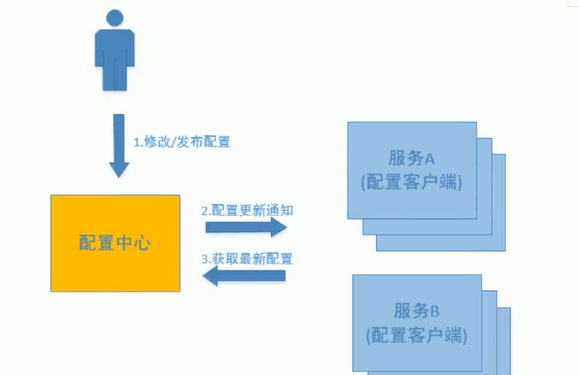 1.修改/发布配置
服务A
(配置客户端)
2.配置更新通知
配置中心
3.获取最新配置
服务B
(配置客户端)